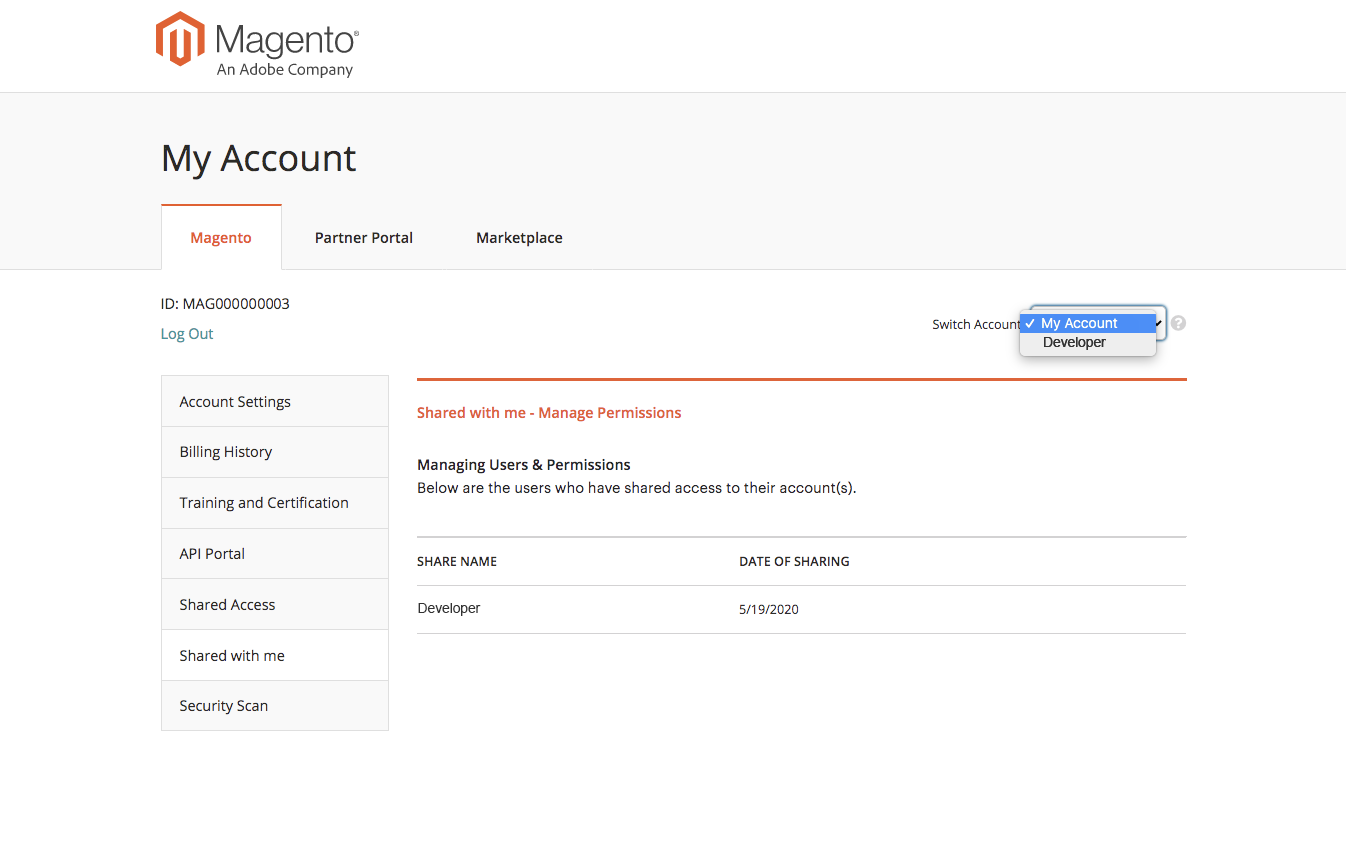 Magento®
An Adobe Company
My Account
Magento
Partner Portal
Marketplace
ID: MAG000000003
Log Out
Switch Account
✓ My Account
Developer
?
Account Settings
Billing History
Training and Certification
API Portal
Shared Access
Shared with me
Security Scan
Shared with me - Manage Permissions
Managing Users & Permissions
Below are the users who have shared access to their account(s).
SHARE NAME DATE OF SHARING
Developer 5/19/2020